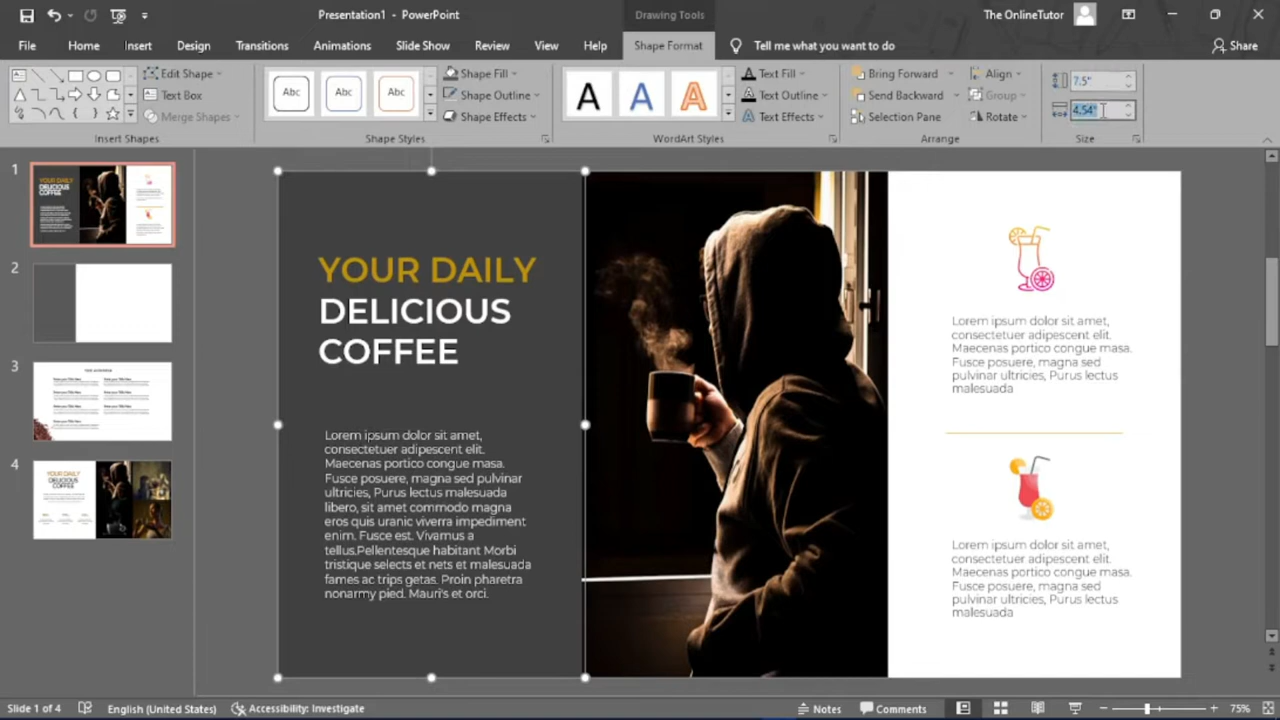 Presentation1 - PowerPoint
Drawing Tools
The OnlineTutor
File
Home
Insert
Design
Transitions
Animations
Slide Show
Review
View
Help
Shape Format
Tell me what you want to do
Share
Edit Shape
Text Box
Merge Shapes
Insert Shapes
Abc
Abc
Abc
Shape Fill
Shape Outline
Shape Effects
Shape Styles
A
A
A
Text Fill
Text Outline
Text Effects
WordArt Styles
Bring Forward
Send Backward
Selection Pane
Align
Group
Rotate
Arrange
7.5"
4.54"
Size
1
2
3
4
YOUR DAILY
DELICIOUS
COFFEE
YOUR DAILY
DELICIOUS
COFFEE
YOUR DAILY
DELICIOUS
COFFEE
Lorem ipsum dolor sit amet,
consectetuer adipescent elit.
Maecenas portico congue masa.
Fusce posuere, magna sed pulvinar
ultricies, Purus lectus malesuada
libero, sit amet commodo magna
eros quis uranic viverra impediment
enim. Fusce est. Vivamus a
tellus.Pellentesque habitant Morbi
tristique selects et nets et malesuada
fames ac trips getas. Proin pharetra
nonamy pied. Mauri's et orci.
Lorem ipsum dolor sit amet,
consectetuer adipescent elit.
Maecenas portico congue masa.
Fusce posuere, magna sed
pulvinar ultricies, Purus lectus
malesuada
Lorem ipsum dolor sit amet,
consectetuer adipescent elit.
Maecenas portico congue masa.
Fusce posuere, magna sed
pulvinar ultricies, Purus lectus
malesuada
Slide 1 of 4
English (United States)
Accessibility: Investigate
Notes
Comments
75%